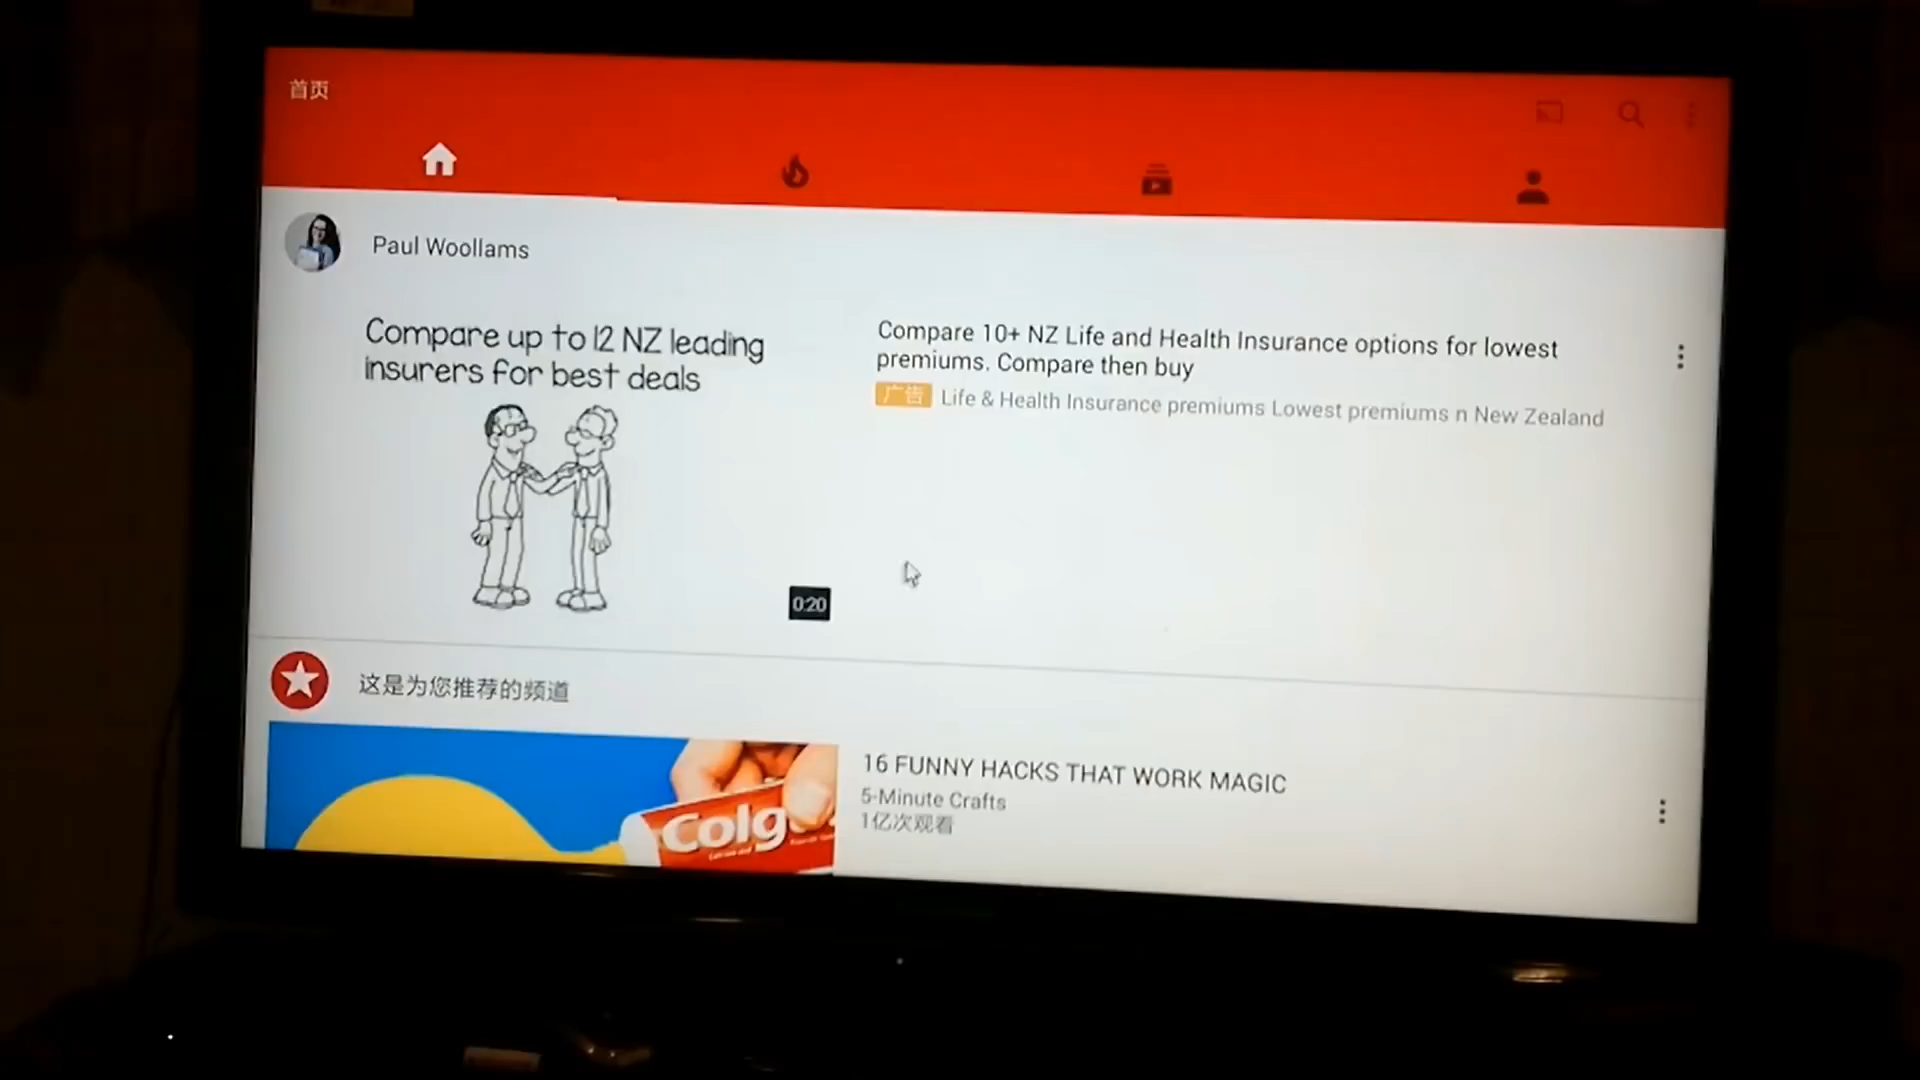 首页
Paul Woollams
Compare up to 12 NZ leading
insurers for best deals
0:20
Compare 10+ NZ Life and Health Insurance options for lowest
premiums. Compare then buy
广告 Life & Health Insurance premiums Lowest premiums n New Zealand
这是为您推荐的频道
Colg
16 FUNNY HACKS THAT WORK MAGIC
5-Minute Crafts
1亿次观看